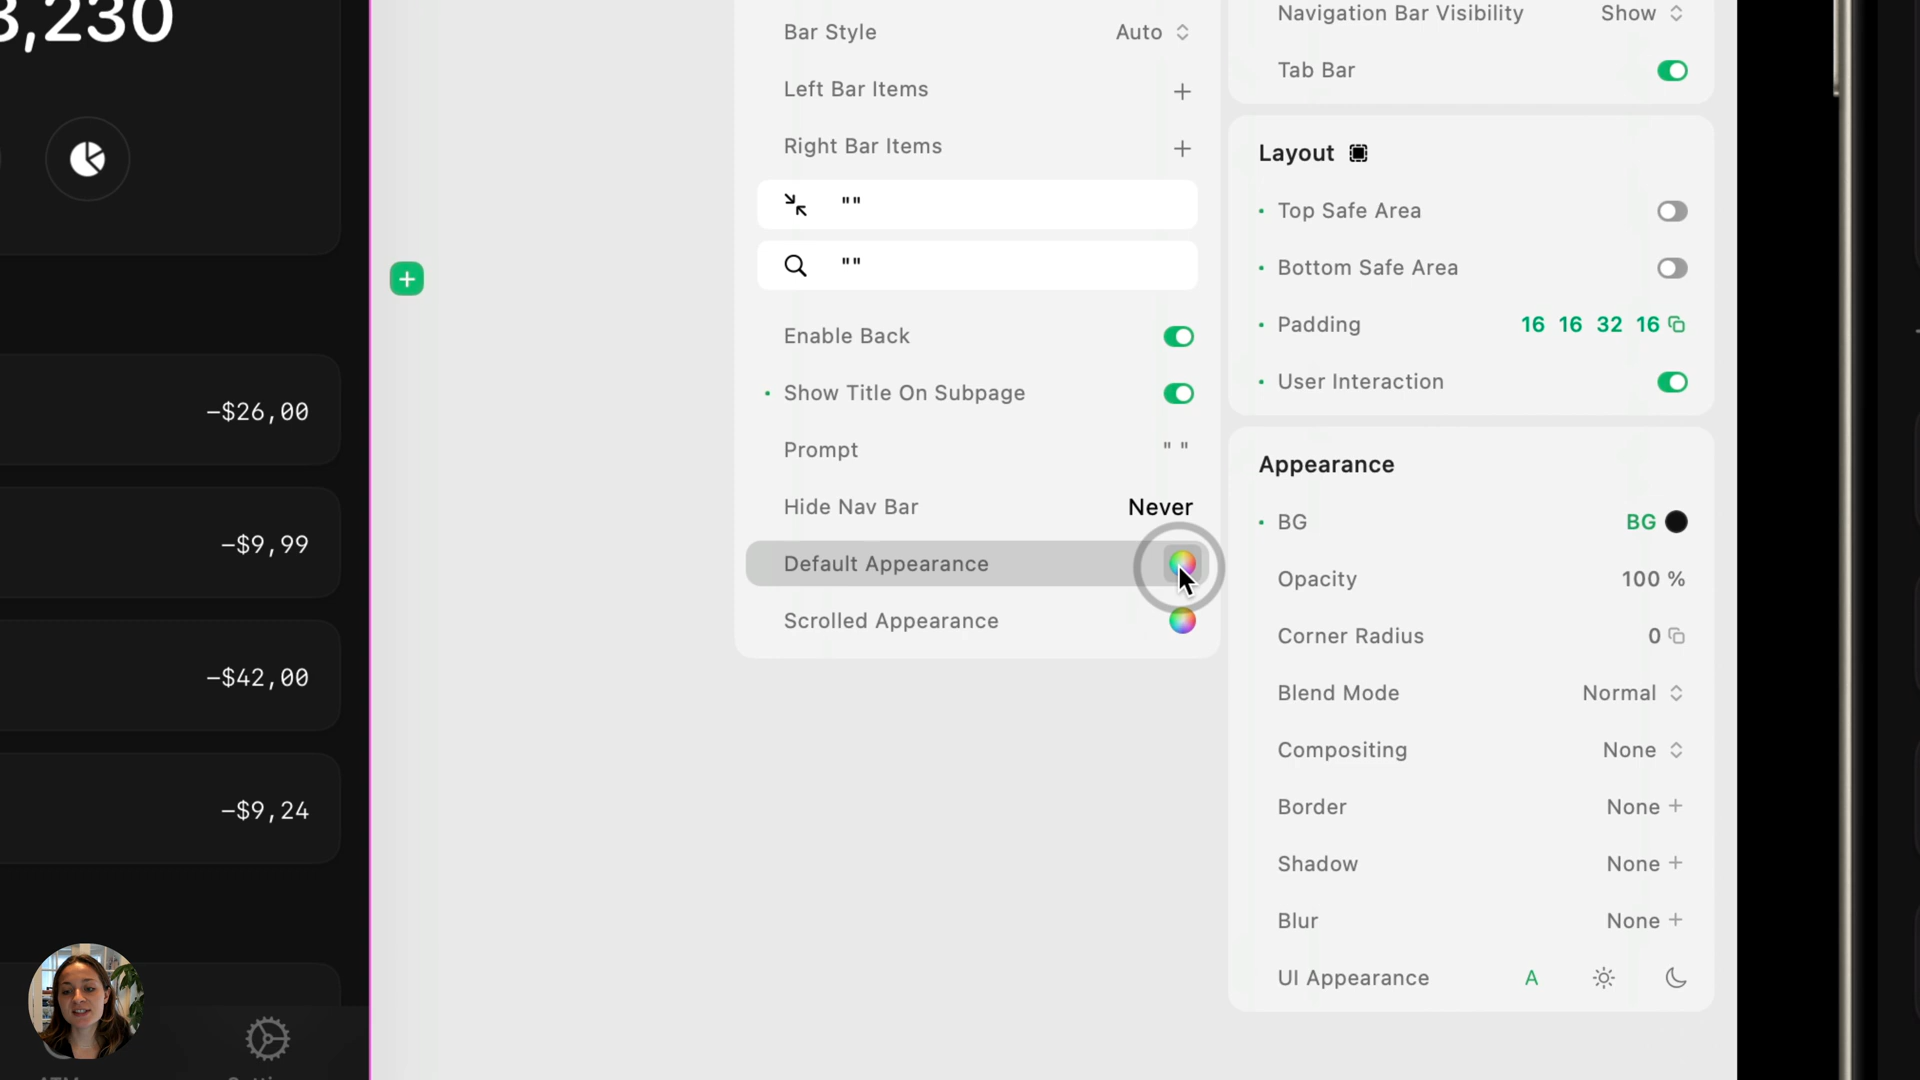 3,230
-$26,00
-$9,99
-$42,00
-$9,24
Bar Style Auto
Left Bar Items +
Right Bar Items +
""
""
Enable Back
Show Title On Subpage
Prompt " "
Hide Nav Bar Never
Default Appearance
Scrolled Appearance
Navigation Bar Visibility Show
Tab Bar
Layout
Top Safe Area
Bottom Safe Area
Padding 16 16 32 16
User Interaction
Appearance
BG BG
Opacity 100 %
Corner Radius 0
Blend Mode Normal
Compositing None
Border None +
Shadow None +
Blur None +
UI Appearance A